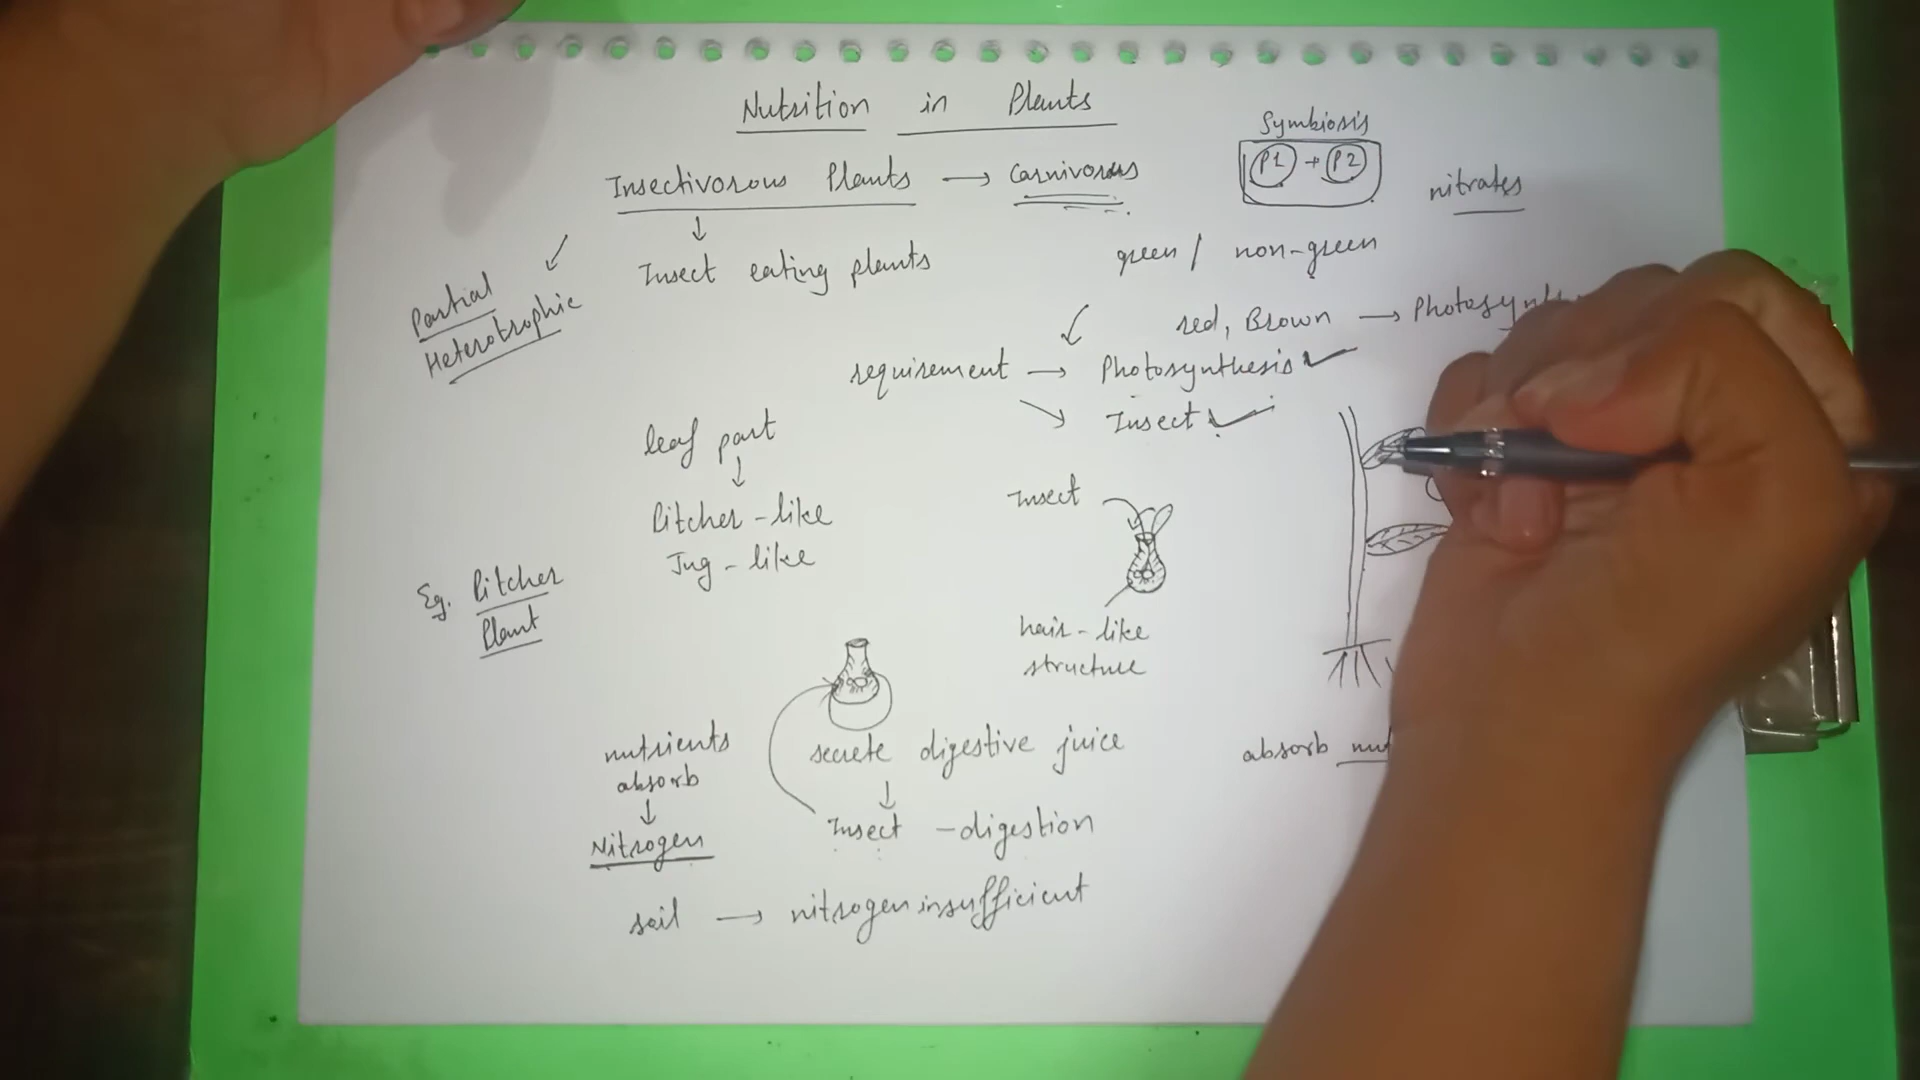 Nutrition in Plants
Symbiosis
P1 + P2
nitrates
Insectivorous Plants → Carnivorous
↓
Insect eating plants
green / non-green
Partial
Heterotrophic
red, Brown → Photosynth
requirement → Photosynthesis ✓
Insect ✓
leaf part
↓
Pitcher-like
Jug-like
Insect
Eg. Pitcher
Plant
hair-like
structure
nutrients
absorb
↓
Nitrogen
secrete digestive juice
↓
Insect - digestion
absorb nut
soil → nitrogen insufficient